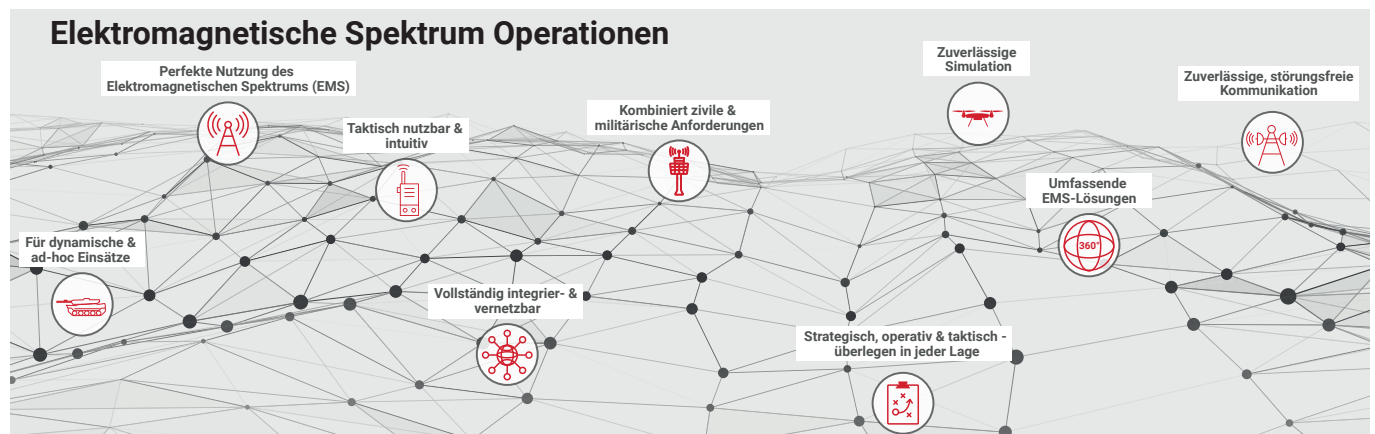 Elektromagnetische Spektrum Operationen
Perfekte Nutzung des
Elektromagnetischen Spektrums (EMS)
Taktisch nutzbar &
intuitiv
Kombiniert zivile &
militärische Anforderungen
Zuverlässige
Simulation
Zuverlässige, störungsfreie
Kommunikation
Umfassende
EMS-Lösungen
360°
Für dynamische &
ad-hoc Einsätze
Vollständig integrier- &
vernetzbar
Strategisch, operativ & taktisch -
überlegen in jeder Lage